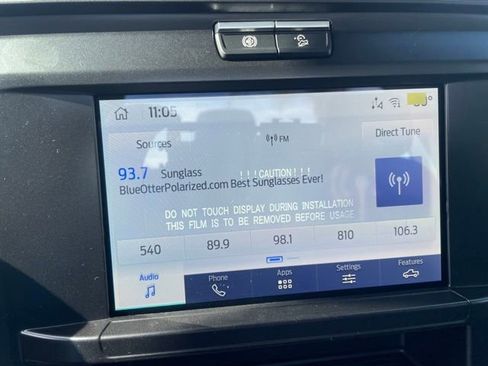 11:05
Sources
FM
Direct Tune
93.7 Sunglass
! ! ! CAUTION! ! !
BlueOtterPolarized.com Best Sunglasses Ever!
DO NOT TOUCH DISPLAY DURING INSTALLATION
THIS FILM IS TO BE REMOVED BEFORE USAGE
540 89.9 98.1 810 106.3
Audio Phone Apps Settings Features